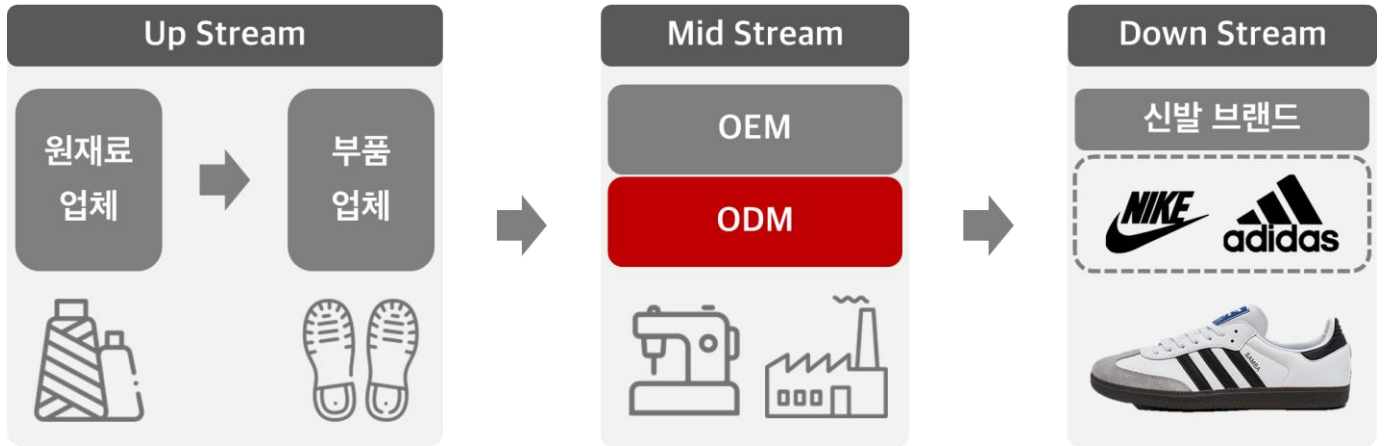 Up Stream
원재료
업체
부품
업체
Mid Stream
OEM
ODM
Down Stream
신발 브랜드
NIKE
adidas
SAMBA